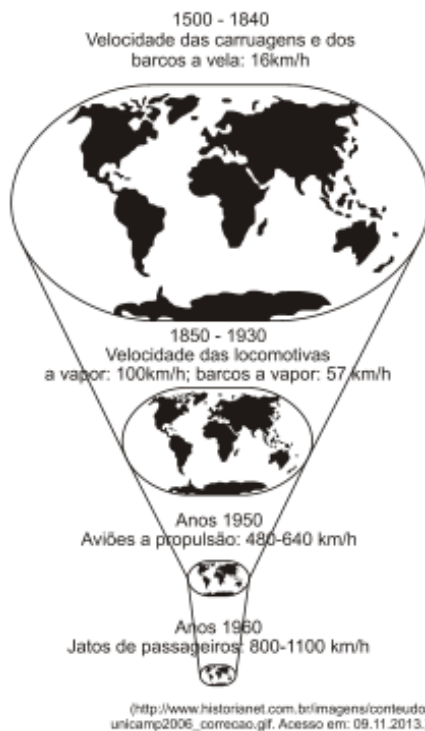 1500 - 1840
Velocidade das carruagens e dos
barcos a vela: 16km/h
1850 - 1930
Velocidade das locomotivas
a vapor: 100km/h; barcos a vapor: 57 km/h
Anos 1950
Aviões a propulsão: 480-640 km/h
Anos 1960
Jatos de passageiros: 800-1100 km/h
(http://www.historianet.com.br/imagens/conteudo
unicamp2006_correcao.gif. Acesso em: 09.11.2013.